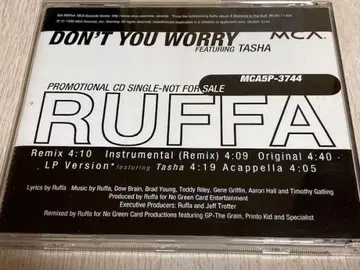 DON'T YOU WORRY
FEATURING TASHA
MCA
MCA5P-3744
PROMOTIONAL CD SINGLE-NOT FOR SALE
RUFFA
Remix 4:10 Instrumental (Remix) 4:09 Original 4:40
LP Version* featuring Tasha 4:19 Acappella 4:05
Lyrics by Ruffa Music by Ruffa, Dow Brain, Brad Young, Teddy Riley, Gene Griffin, Aaron Hall and Timothy Gatling
Produced by Ruffa for No Green Card Entertainment
Executive Producers: Ruffa and Jeff Trotter
Remixed by Ruffa for No Green Card Productions featuring GP-The Grain, Printo Kid and Specialist